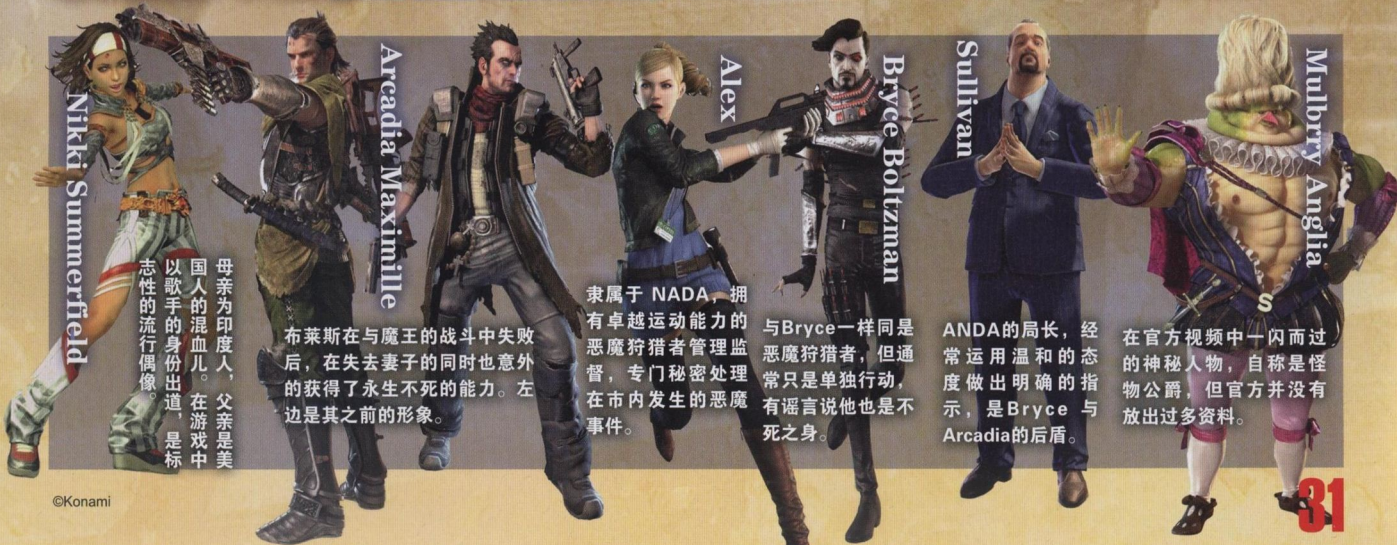 Nikki Summerfield
母亲为印度人，父亲是美
国人的混血儿。在游戏中
以歌手的身份出道，是标
志性的流行偶像。
Arcadia Maximille
布莱斯在与魔王的战斗中失败
后，在失去妻子的同时也意外
的获得了永生不死的能力。左
边是其之前的形象。
Alex
隶属于 NADA，拥
有卓越运动能力的
恶魔狩猎者管理监
督，专门秘密处理
在市内发生的恶魔
事件。
Bryce Boltzman
与Bryce一样同是
恶魔狩猎者，但通
常只是单独行动，
有谣言说他也是不
死之身。
Sullivan
ANDA的局长，经
常运用温和的态
度做出明确的指
示，是Bryce 与
Arcadia的后盾。
Mulbrry Anglia
在官方视频中一闪而过
的神秘人物，自称是怪
物公爵，但官方并没有
放出过多资料。
S
©Konami
31